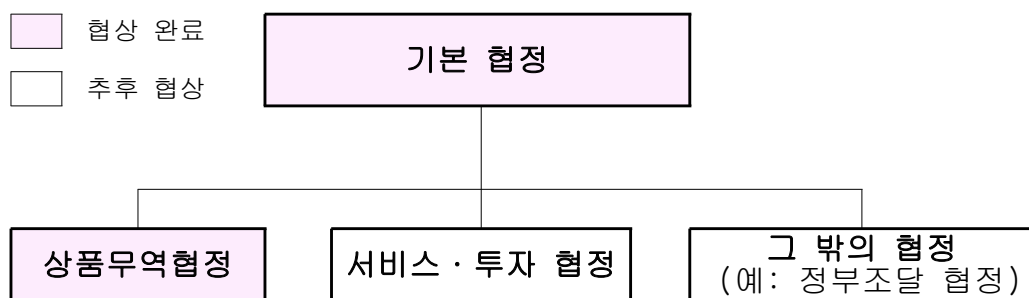 협상 완료
추후 협상
기본 협정
상품무역협정
서비스 · 투자 협정
그 밖의 협정
(예: 정부조달 협정)